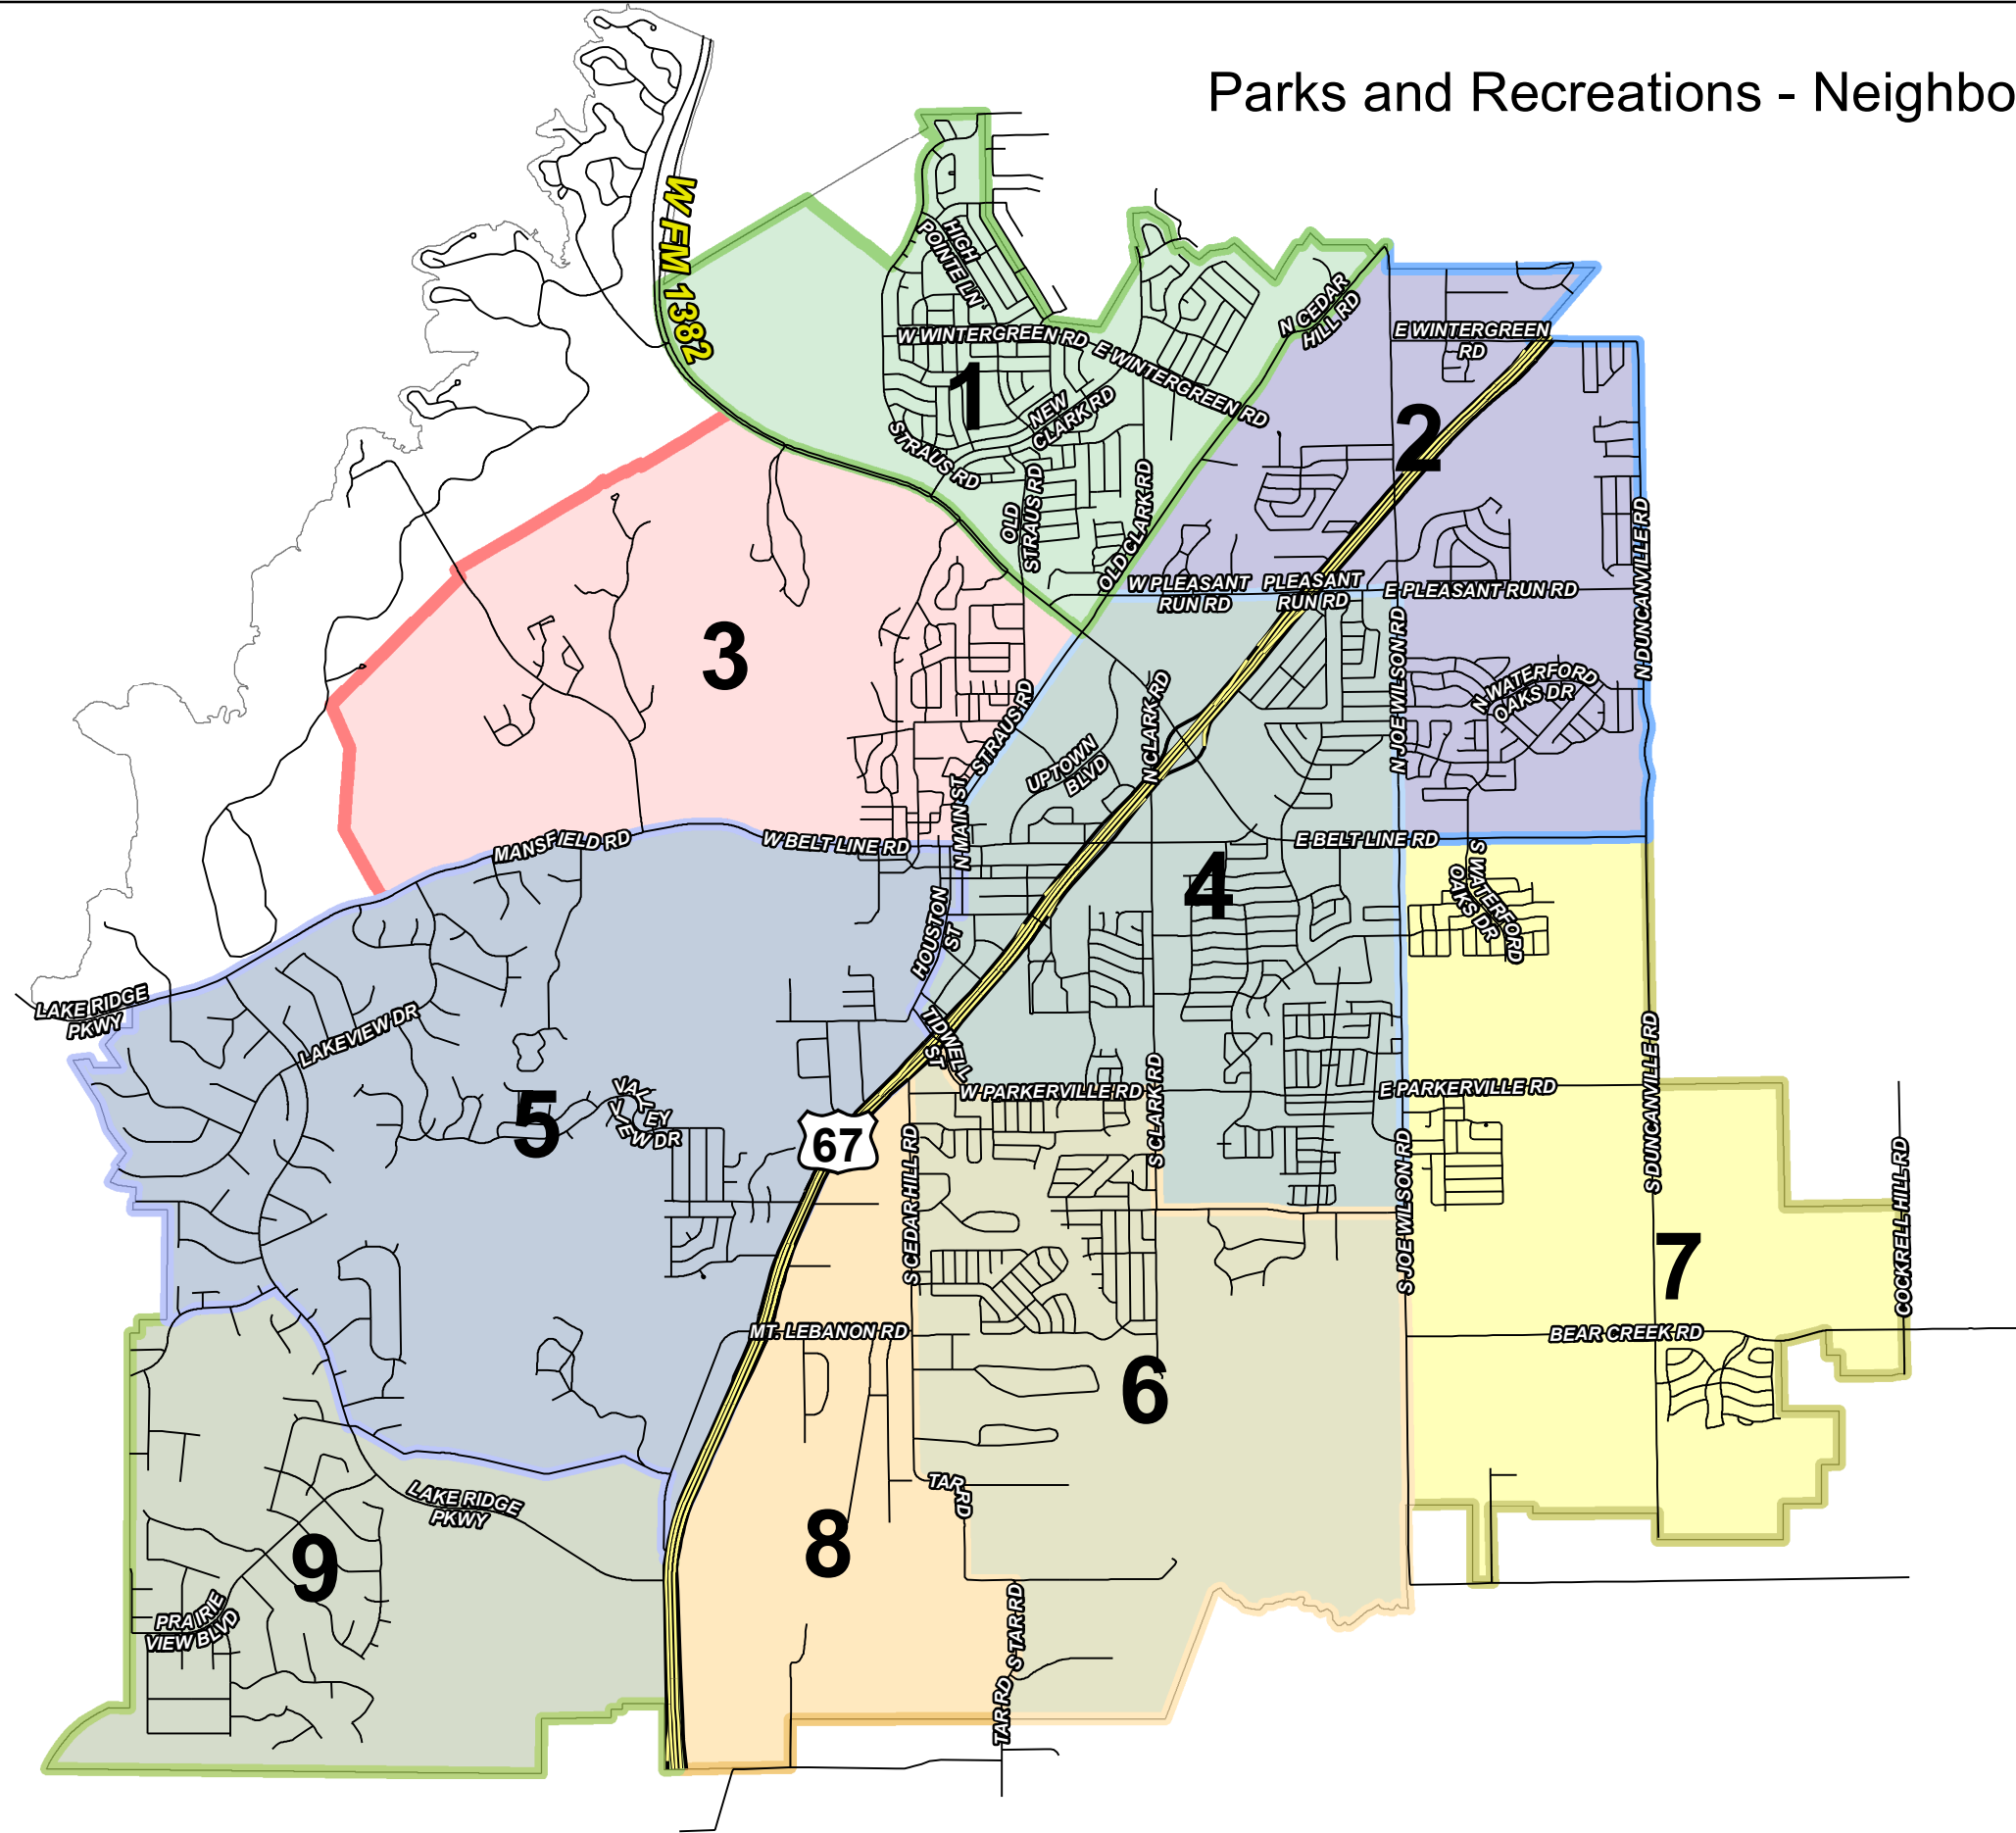 Parks and Recreations - Neighbo
W FM 1382
HIGH
POINTE LN
N CEDAR
HILL RD
W WINTERGREEN RD
E WINTERGREEN RD
E WINTERGREEN
RD
1
NEW
CLARK RD
2
STRAUS RD
OLD
STRAUS RD
OLD CLARK RD
N DUNCANVILLE RD
W PLEASANT
RUN RD
PLEASANT
RUN RD
E PLEASANT RUN RD
3
N JOE WILSON RD
N WATERFORD
OAKS DR
STRAUS RD
N CLARK RD
UPTOWN
BLVD
N MAIN ST
MANSFIELD RD
W BELT LINE RD
E BELT LINE RD
4
S WATERFORD
OAKS DR
HOUSTON
ST
LAKE RIDGE
PKWY
LAKEVIEW DR
TIDWELL
ST
S DUNCANVILLE RD
W PARKERVILLE RD
E PARKERVILLE RD
S CLARK RD
5
VALLEY
VIEW DR
67
S CEDAR HILL RD
S JOE WILSON RD
COCKRELL HILL RD
7
MT. LEBANON RD
BEAR CREEK RD
6
TAR
RD
LAKE RIDGE
PKWY
8
9
PRAIRIE
VIEW BLVD
S TAR RD
TAR RD